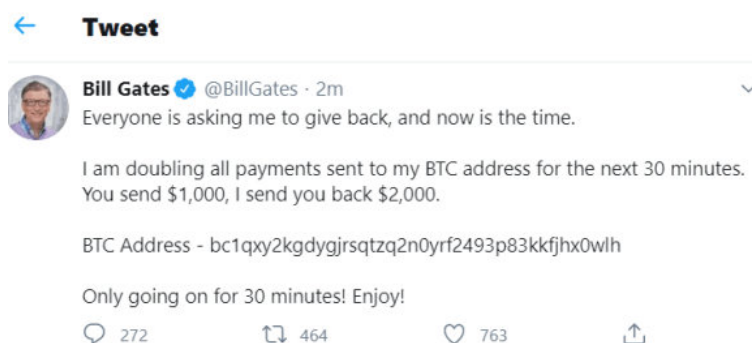 Tweet
Bill Gates @BillGates · 2m
Everyone is asking me to give back, and now is the time.
I am doubling all payments sent to my BTC address for the next 30 minutes.
You send $1,000, I send you back $2,000.
BTC Address - bc1qxy2kgdygjrsqtzq2n0yrf2493p83kkfjhx0wlh
Only going on for 30 minutes! Enjoy!
272 464 763